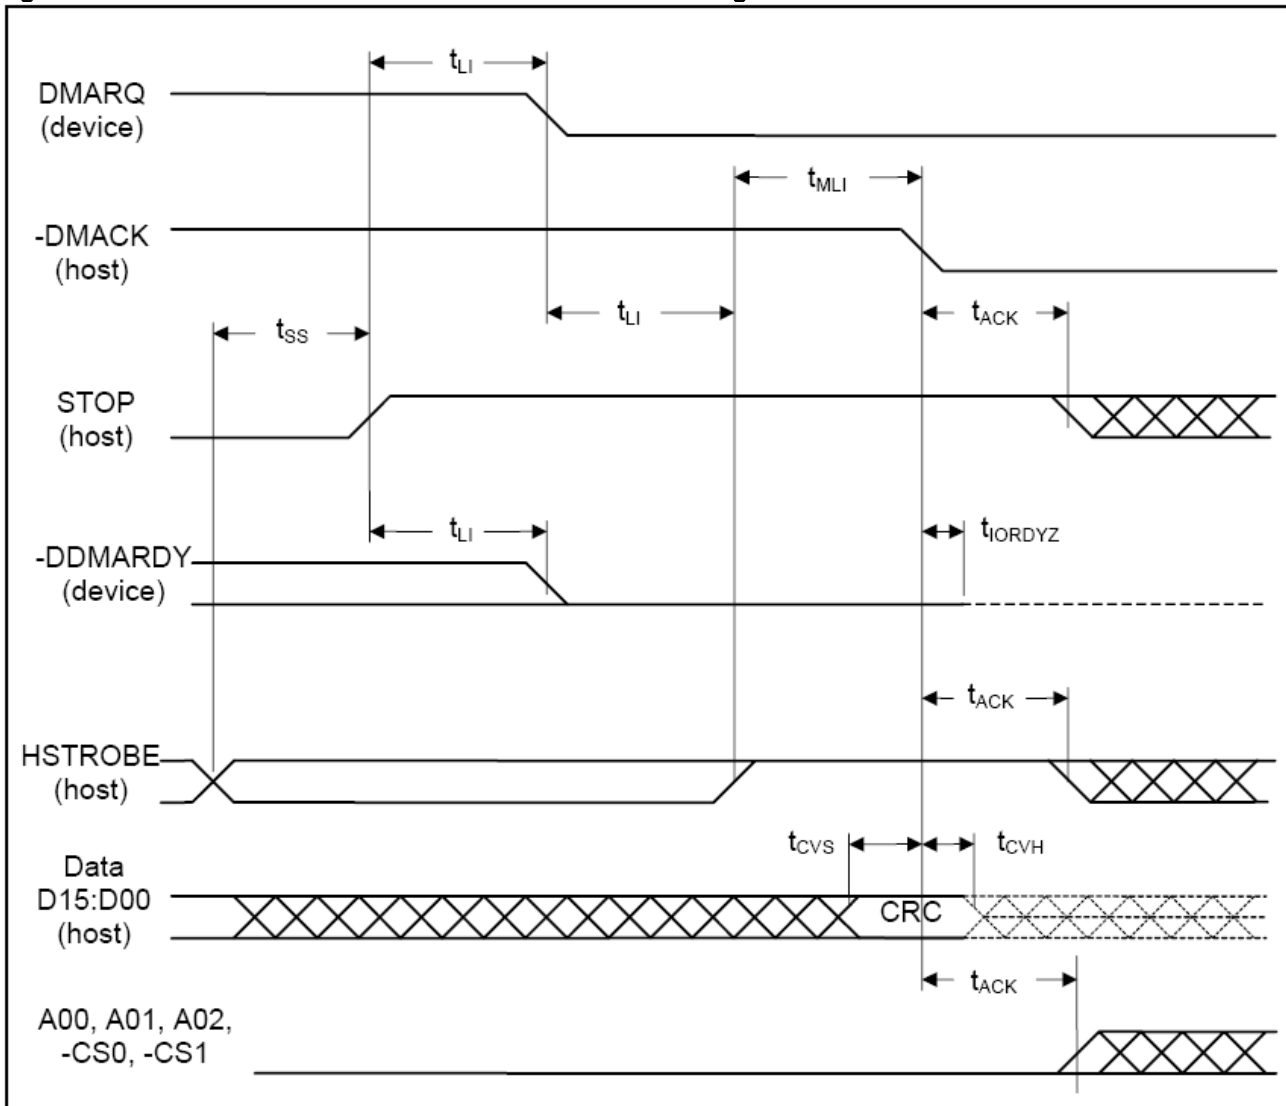 tLI
DMARQ
(device)
tMLI
-DMACK
(host)
tSS
tLI
tACK
STOP
(host)
tLI
tIORDYZ
-DDMARDY
(device)
tACK
HSTROBE
(host)
tCVS
tCVH
Data
D15:D00
(host)
CRC
tACK
A00, A01, A02,
-CS0, -CS1